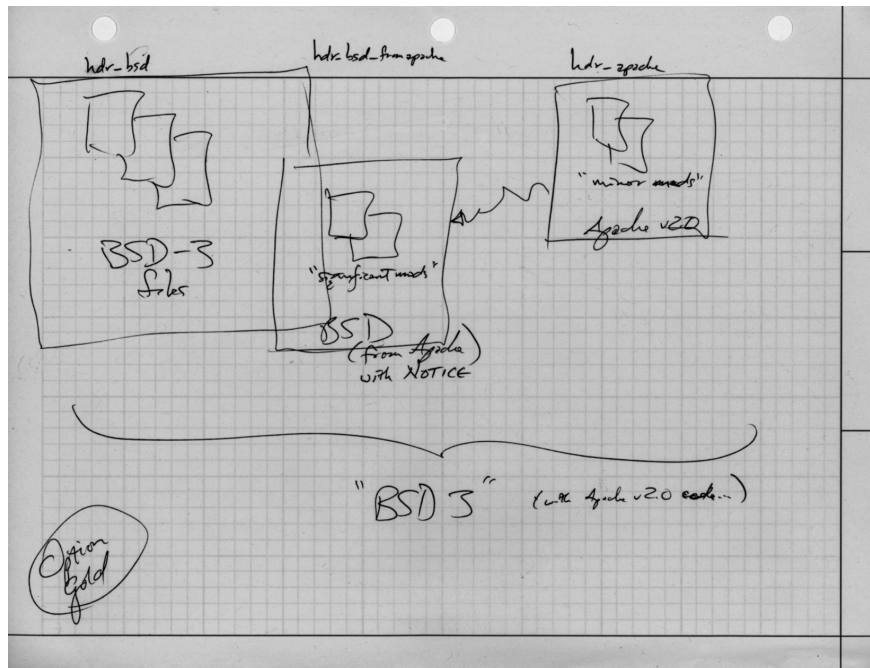 hdr_bsd
hdr_bsd_fromapache
hdr_apache
"minor mods"
Apache v2.0
BSD-3
files
"significant mods"
BSD
(from Apache)
with NOTICE
"BSD 3"
(with Apache v2.0 code...)
Option
Gold